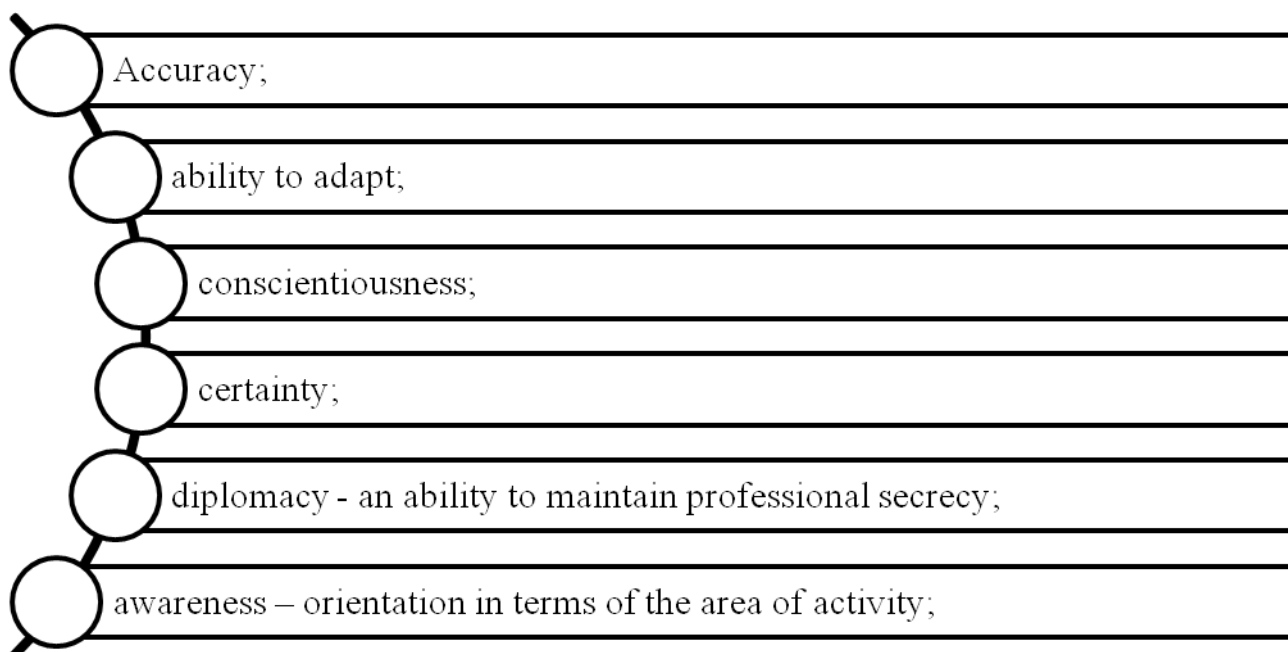 Accuracy;
ability to adapt;
conscientiousness;
certainty;
diplomacy - an ability to maintain professional secrecy;
awareness – orientation in terms of the area of activity;